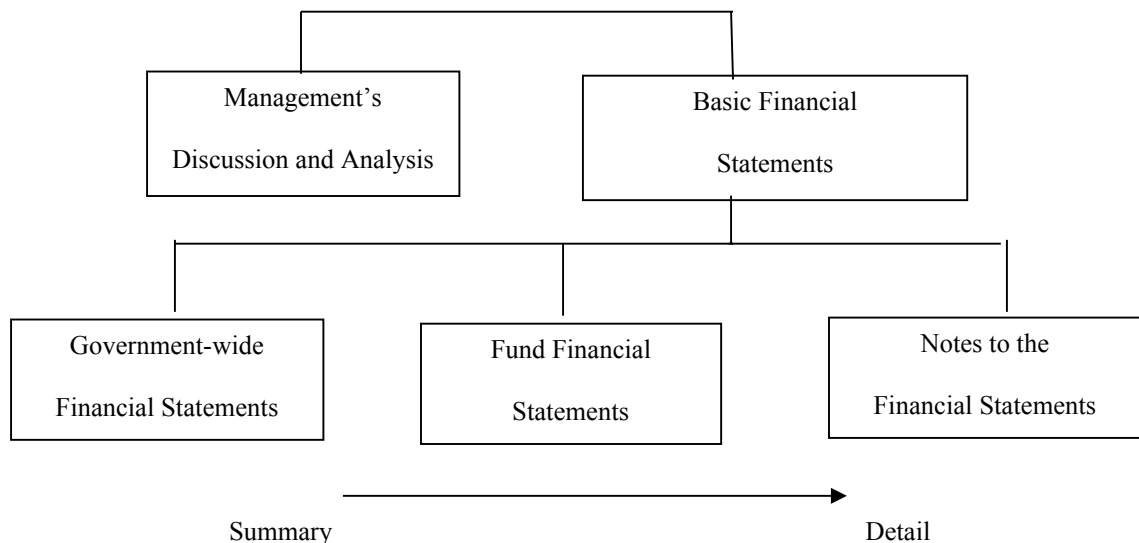 Management’s
Discussion and Analysis
Basic Financial
Statements
Government-wide
Financial Statements
Fund Financial
Statements
Notes to the
Financial Statements
Summary
Detail